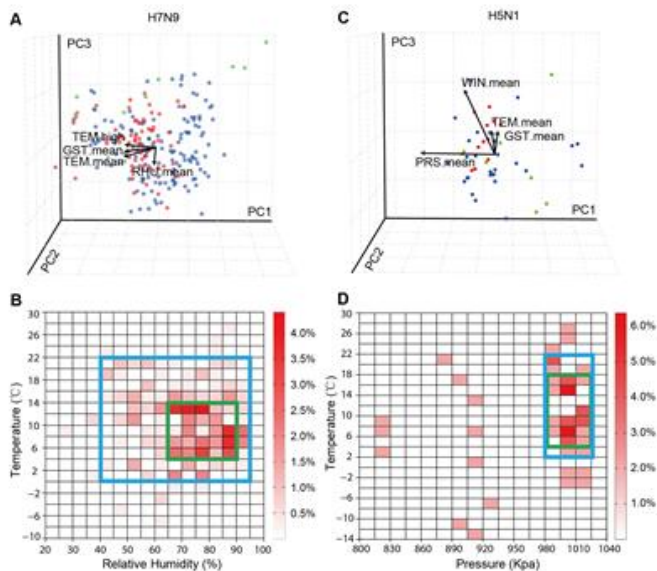 A
H7N9
PC3
TEM.high
GST.mean
TEM.mean
RHU.mean
PC1
PC2
C
H5N1
PC3
WIN.mean
TEM.mean
GST.mean
PRS.mean
PC1
PC2
B
Temperature (℃)
30
26
22
18
14
10
6
2
-2
-6
-10
20 30 40 50 60 70 80 90 100
Relative Humidity (%)
4.0%
3.5%
3.0%
2.5%
2.0%
1.5%
1.0%
0.5%
D
Temperature (℃)
30
26
22
18
14
10
6
2
-2
-6
-10
-14
800 830 860 890 920 950 980 1010 1040
Pressure (Kpa)
6.0%
5.0%
4.0%
3.0%
2.0%
1.0%